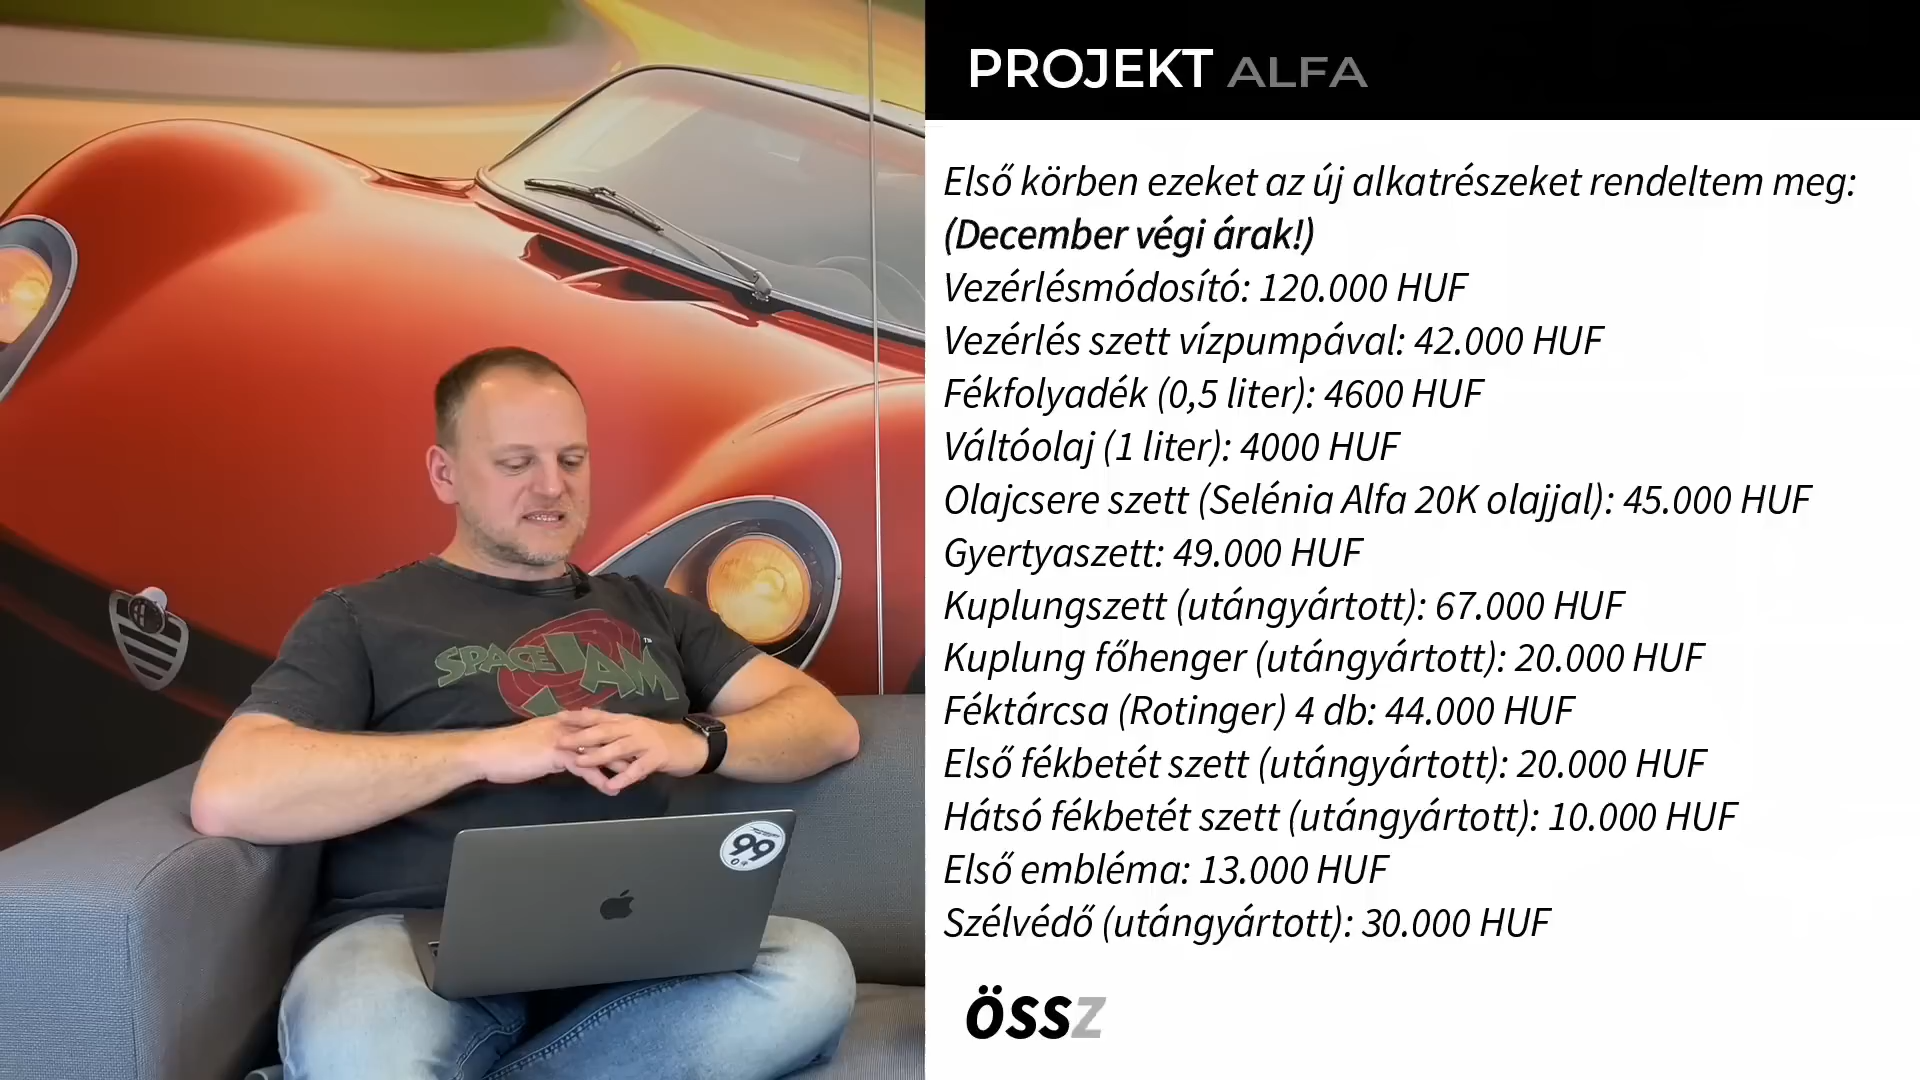 PROJEKT ALFA
Első körben ezeket az új alkatrészeket rendeltem meg:
(December végi árak!)
Vezérlésmódosító: 120.000 HUF
Vezérlés szett vízpumpával: 42.000 HUF
Fékfolyadék (0,5 liter): 4600 HUF
Váltóolaj (1 liter): 4000 HUF
Olajcsere szett (Selénia Alfa 20K olajjal): 45.000 HUF
Gyertyaszett: 49.000 HUF
Kuplungszett (utángyártott): 67.000 HUF
Kuplung főhenger (utángyártott): 20.000 HUF
Féktárcsa (Rotinger) 4 db: 44.000 HUF
Első fékbetét szett (utángyártott): 20.000 HUF
Hátsó fékbetét szett (utángyártott): 10.000 HUF
Első embléma: 13.000 HUF
Szélvédő (utángyártott): 30.000 HUF
ÖSSZ
SPACE JAM
TM
99